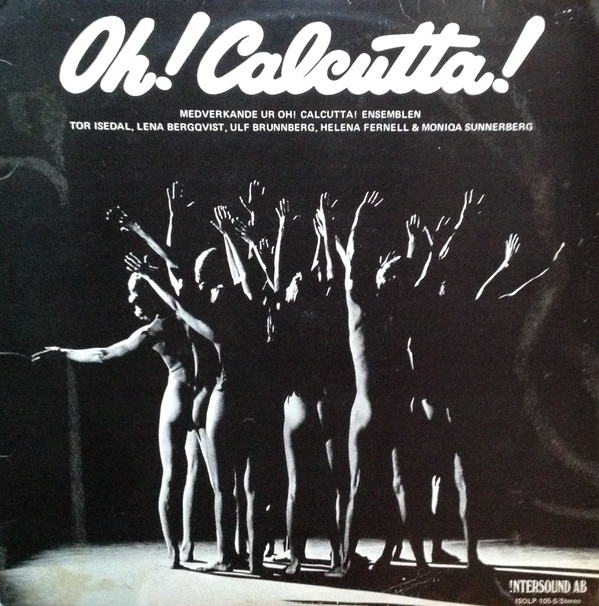 Oh! Calcutta!
MEDVERKANDE UR OH! CALCUTTA! ENSEMBLEN
TOR ISEDAL, LENA BERGQVIST, ULF BRUNNBERG, HELENA FERNELL & MONIQA SUNNERBERG
INTERSOUND AB
ISOLP 105 S Stereo